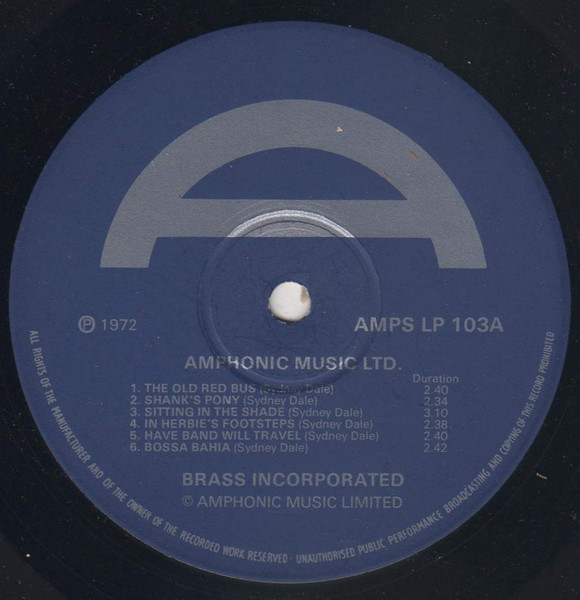 ℗ 1972
AMPS LP 103A
AMPHONIC MUSIC LTD.
Duration
1. THE OLD RED BUS (Sydney Dale) 2.40
2. SHANK'S PONY (Sydney Dale) 2.34
3. SITTING IN THE SHADE (Sydney Dale) 3.10
4. IN HERBIE'S FOOTSTEPS (Sydney Dale) 2.38
5. HAVE BAND WILL TRAVEL (Sydney Dale) 2.40
6. BOSSA BAHIA (Sydney Dale) 2.42
BRASS INCORPORATED
© AMPHONIC MUSIC LIMITED
ALL RIGHTS OF THE MANUFACTURER AND OF THE OWNER OF THE RECORDED WORK RESERVED · UNAUTHORISED PUBLIC PERFORMANCE BROADCASTING AND COPYING OF THIS RECORD PROHIBITED